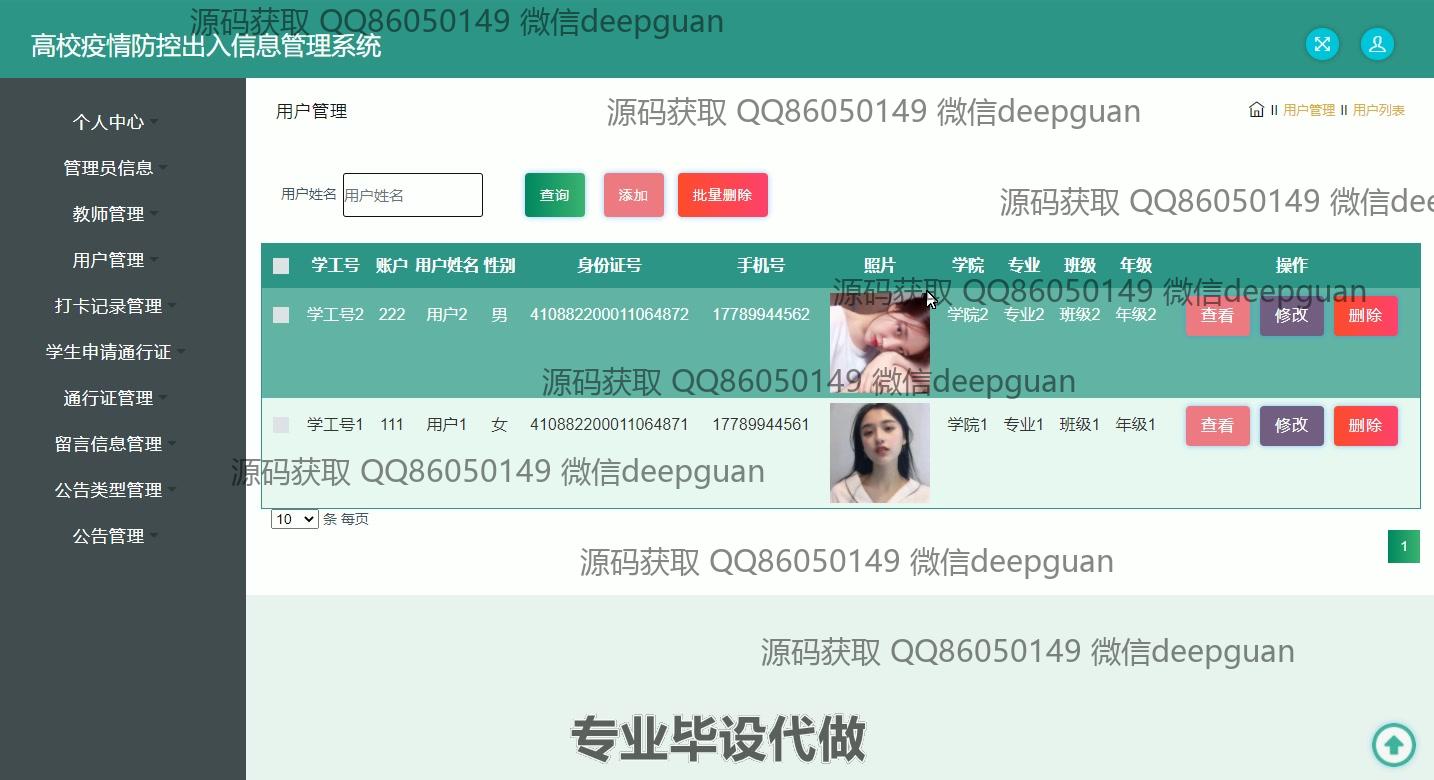 源码获取 QQ86050149 微信deepguan
高校疫情防控出入信息管理系统
个人中心
管理员信息
教师管理
用户管理
打卡记录管理
学生申请通行证
通行证管理
留言信息管理
公告类型管理
公告管理
用户管理
源码获取 QQ86050149 微信deepguan
用户管理 用户列表
用户姓名 用户姓名 查询 添加 批量删除
源码获取 QQ86050149 微信dee
学工号 账户 用户姓名 性别 身份证号 手机号 照片 学院 专业 班级 年级 操作
源码获取 QQ86050149 微信deepguan
学工号2 222 用户2 男 410882200011064872 17789944562 学院2 专业2 班级2 年级2 查看 修改 删除
源码获取 QQ86050149 微信deepguan
学工号1 111 用户1 女 410882200011064871 17789944561 学院1 专业1 班级1 年级1 查看 修改 删除
源码获取 QQ86050149 微信deepguan
10 条 每页
1
源码获取 QQ86050149 微信deepguan
源码获取 QQ86050149 微信deepguan
专业毕设代做